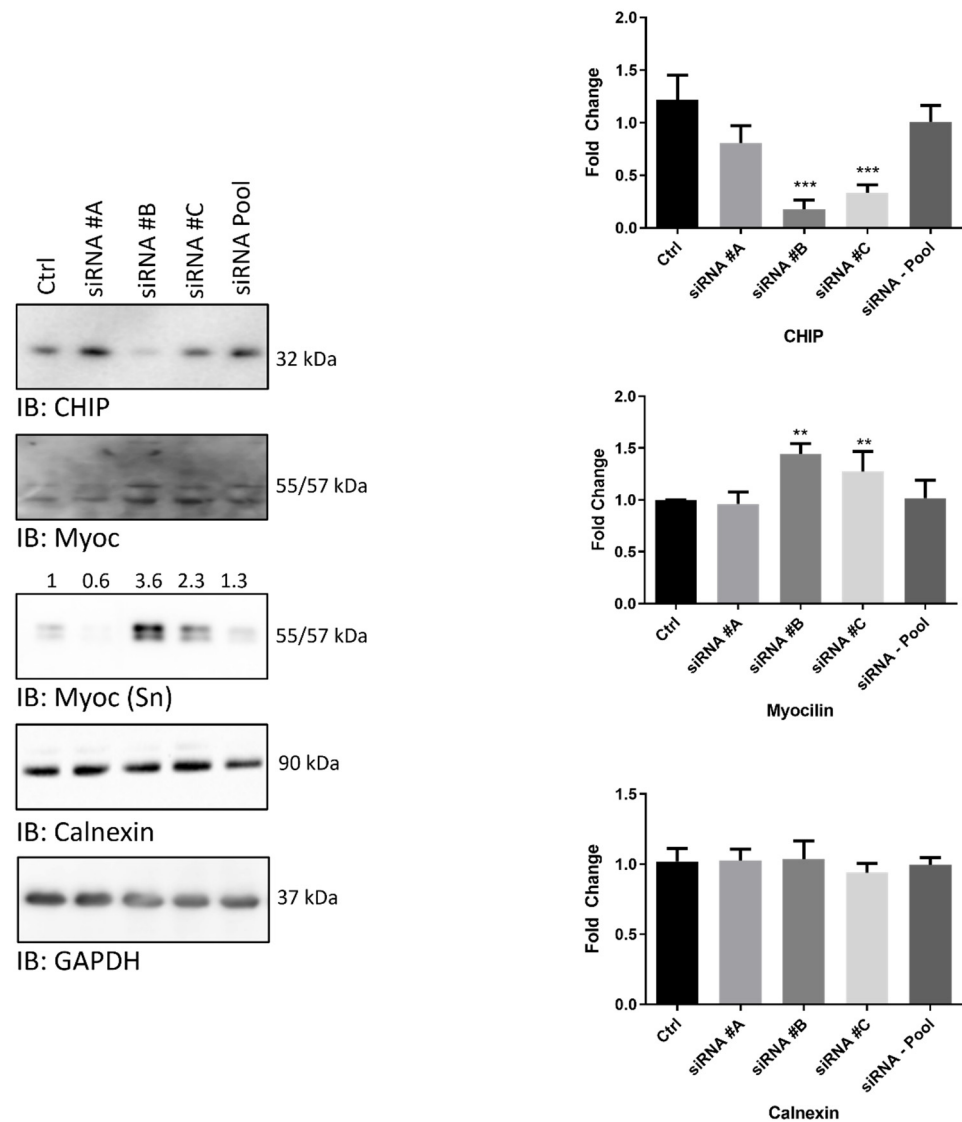 Ctrl
siRNA #A
siRNA #B
siRNA #C
siRNA Pool
32 kDa
IB: CHIP
55/57 kDa
IB: Myoc
1 0.6 3.6 2.3 1.3
55/57 kDa
IB: Myoc (Sn)
90 kDa
IB: Calnexin
37 kDa
IB: GAPDH
Fold Change
2.0
1.5
1.0
0.5
0.0
*** ***
Ctrl
siRNA #A
siRNA #B
siRNA #C
siRNA - Pool
CHIP
Fold Change
2.0
1.5
1.0
0.5
0.0
** **
Ctrl
siRNA #A
siRNA #B
siRNA #C
siRNA - Pool
Myocilin
Fold Change
1.5
1.0
0.5
0.0
Ctrl
siRNA #A
siRNA #B
siRNA #C
siRNA - Pool
Calnexin